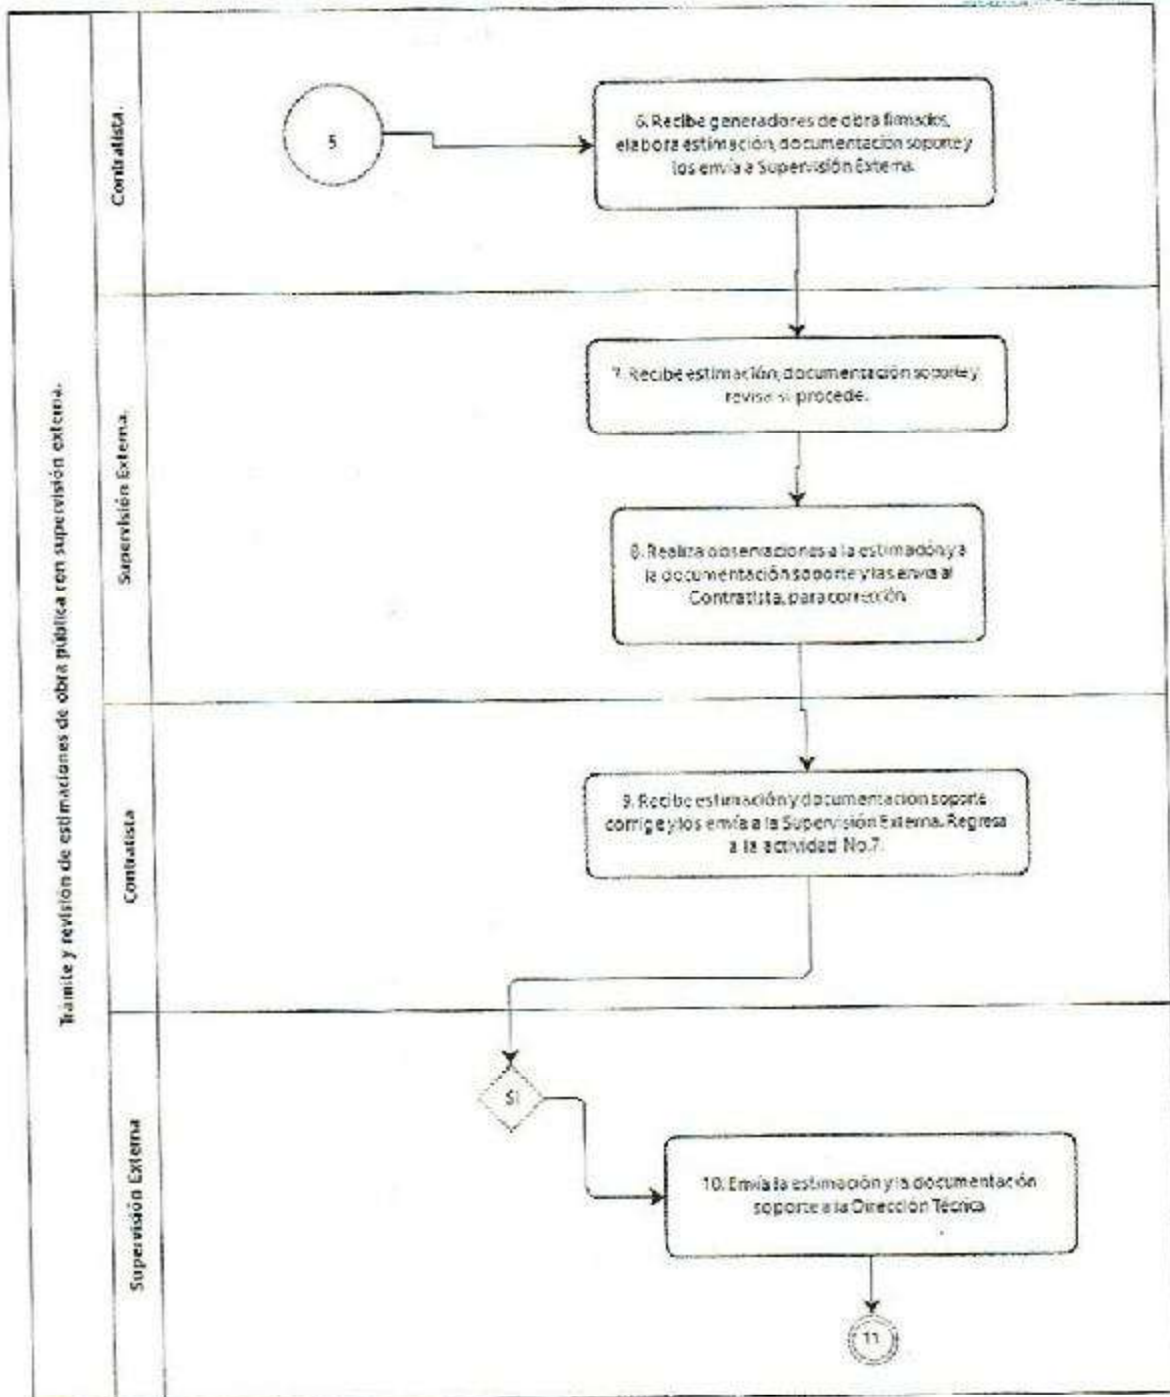 Trámite y revisión de estimaciones de obra pública con supervisión externa.
Contratista.
5
6. Recibe generadores de obra firmados,
elabora estimación, documentación soporte y
los envía a Supervisión Externa.
Supervisión Externa.
7. Recibe estimación, documentación soporte y
revisa si procede.
8. Realiza observaciones a la estimación y a
la documentación soporte y las envía al
Contratista, para corrección.
Contratista
9. Recibe estimación y documentación soporte
corrige y los envía a la Supervisión Externa. Regresa
a la actividad No.7.
Supervisión Externa
SI
10. Envía la estimación y la documentación
soporte a la Dirección Técnica
11